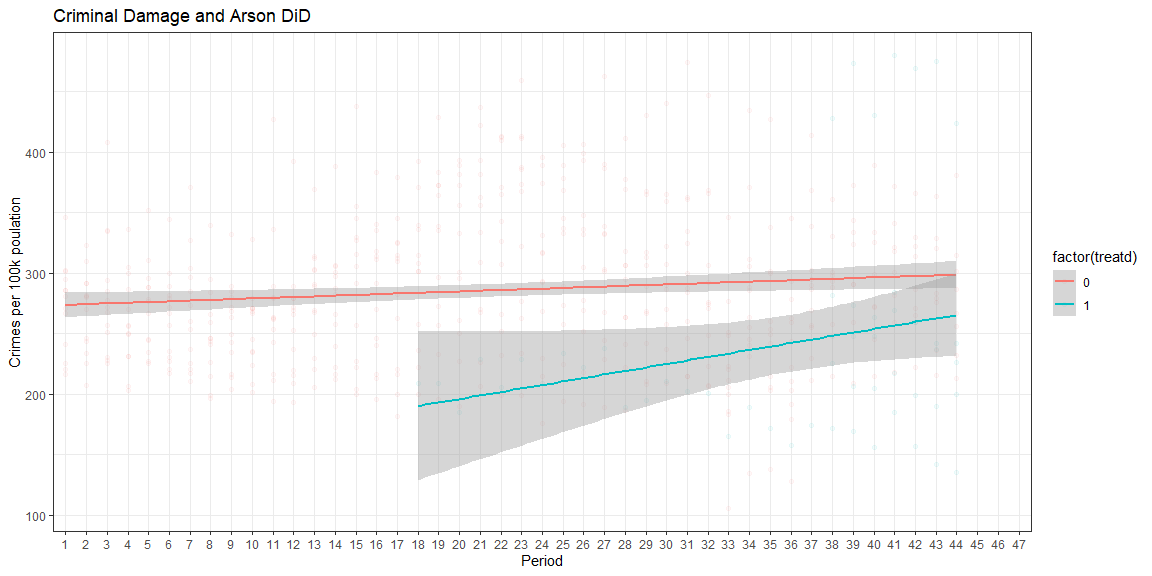 Criminal Damage and Arson DiD
Crimes per 100k poulation
400
300
200
100
1 2 3 4 5 6 7 8 9 10 11 12 13 14 15 16 17 18 19 20 21 22 23 24 25 26 27 28 29 30 31 32 33 34 35 36 37 38 39 40 41 42 43 44 45 46 47
Period
factor(treatd)
0
1